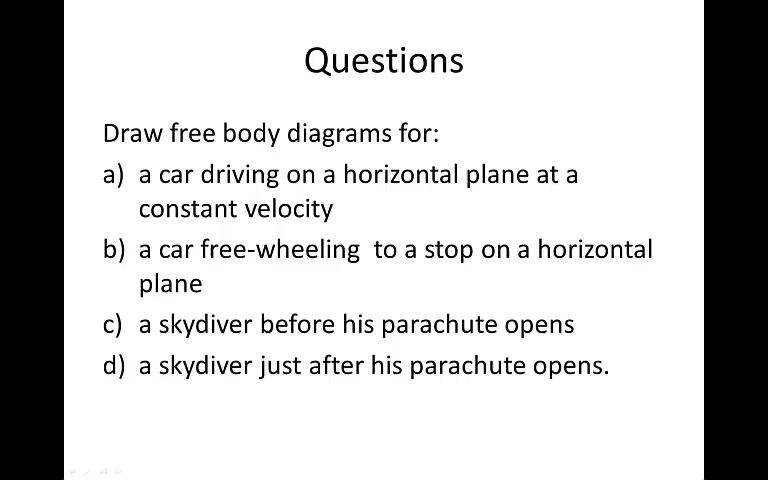 Questions
Draw free body diagrams for:
a) a car driving on a horizontal plane at a
constant velocity
b) a car free-wheeling  to a stop on a horizontal
plane
c) a skydiver before his parachute opens
d) a skydiver just after his parachute opens.